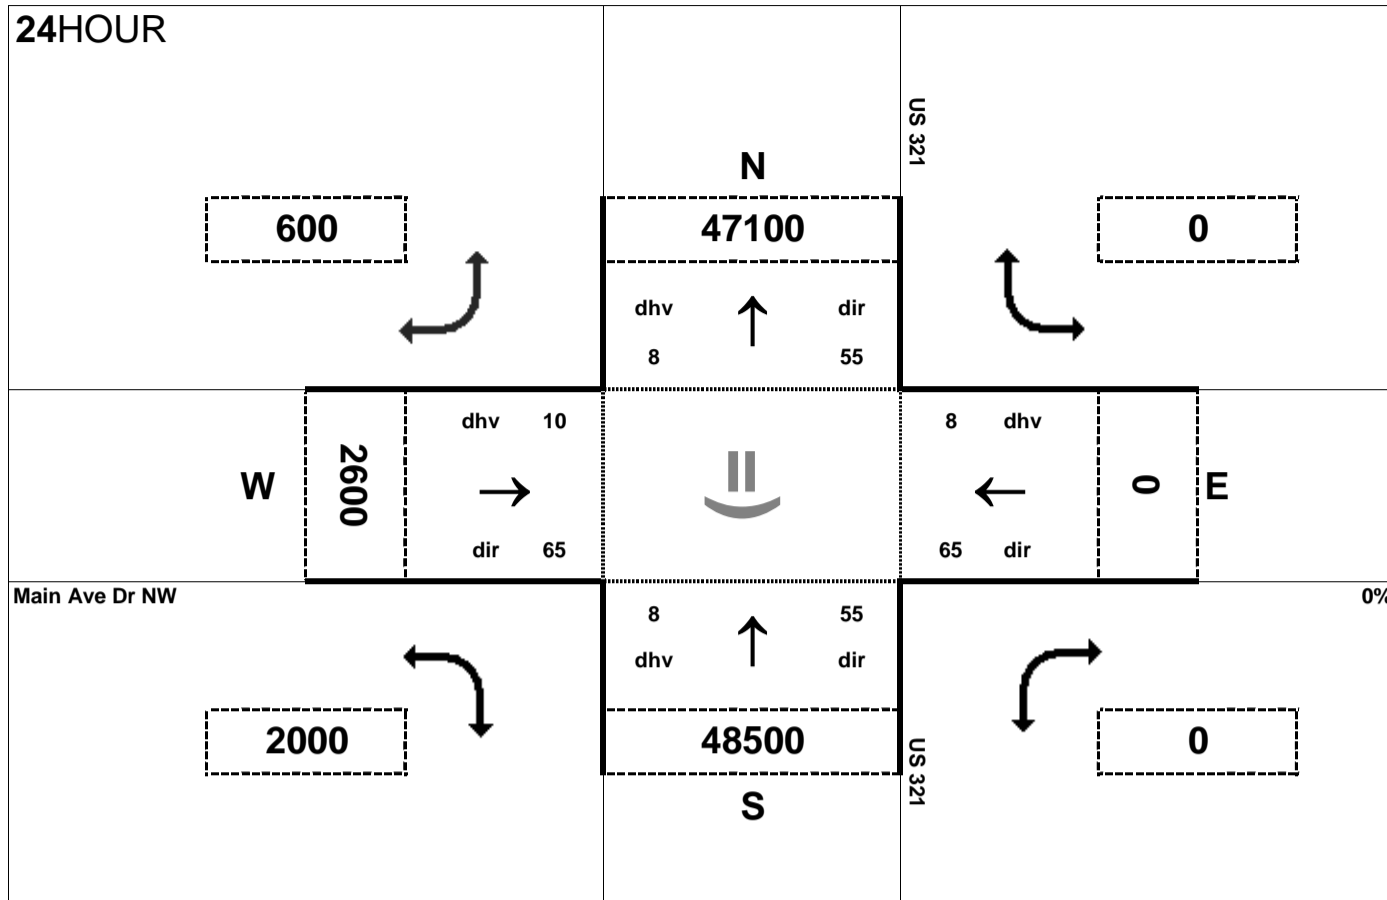 24HOUR
US 321
N
600
47100
0
dhv
dir
8
55
dhv 10
8 dhv
W
2600
0
E
dir 65
65 dir
Main Ave Dr NW
0%
8
55
dhv
dir
2000
48500
0
US 321
S